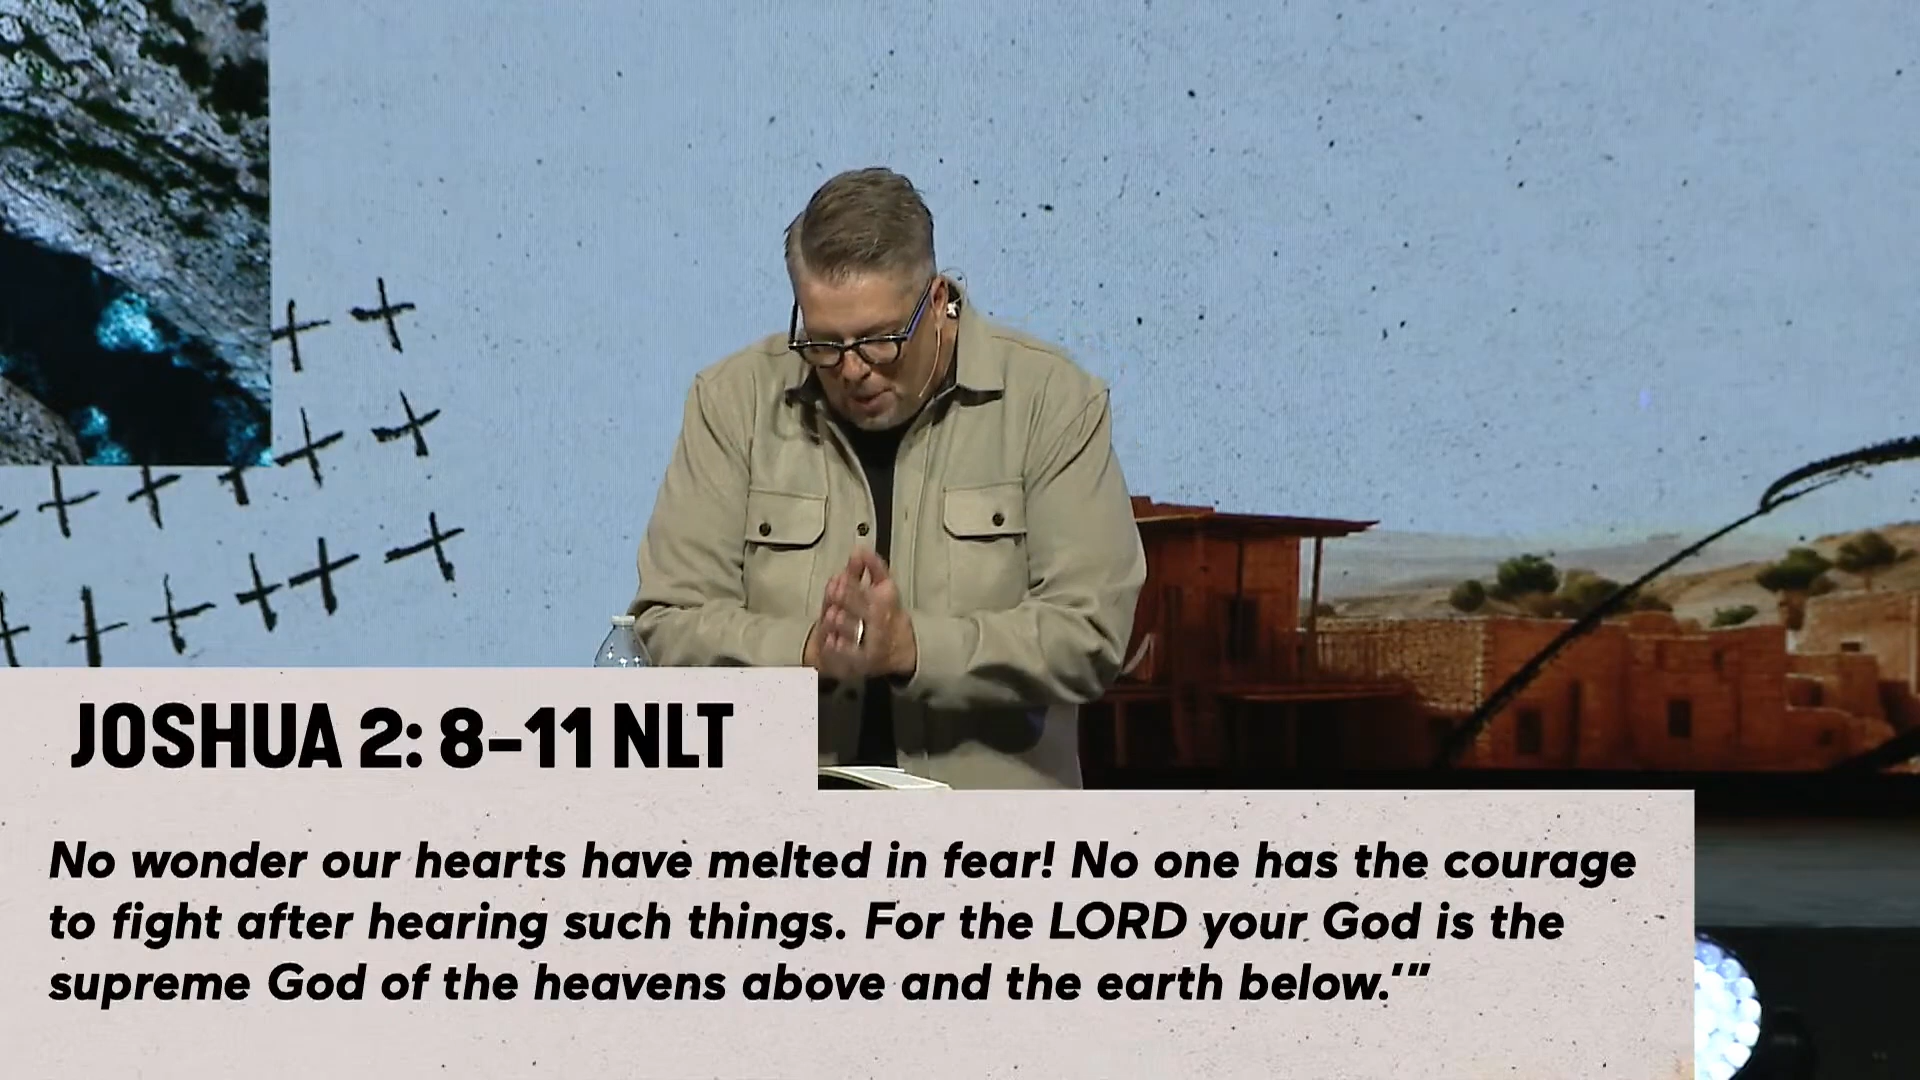 JOSHUA 2: 8–11 NLT
No wonder our hearts have melted in fear! No one has the courage
to fight after hearing such things. For the LORD your God is the
supreme God of the heavens above and the earth below.’”